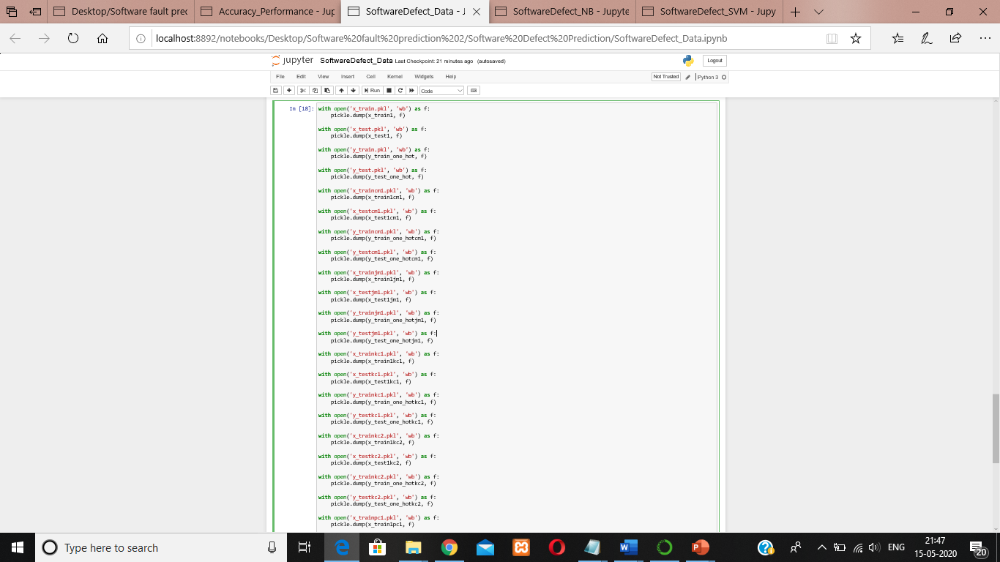 Desktop/Software fault pred
Accuracy_Performance - Jup
SoftwareDefect_Data - J
SoftwareDefect_NB - Jupyte
SoftwareDefect_SVM - Jupy
localhost:8892/notebooks/Desktop/Software%20fault%20prediction%202/Software%20Defect%20Prediction/SoftwareDefect_Data.ipynb
jupyter SoftwareDefect_Data Last Checkpoint: 21 minutes ago (autosaved)
Logout
File Edit View Insert Cell Kernel Widgets Help
Not Trusted
Python 3
Run
Code
In [18]:
with open('x_train.pkl', 'wb') as f:
    pickle.dump(x_train1, f)
with open('x_test.pkl', 'wb') as f:
    pickle.dump(x_test1, f)
with open('y_train.pkl', 'wb') as f:
    pickle.dump(y_train_one_hot, f)
with open('y_test.pkl', 'wb') as f:
    pickle.dump(y_test_one_hot, f)
with open('x_traincm1.pkl', 'wb') as f:
    pickle.dump(x_train1cm1, f)
with open('x_testcm1.pkl', 'wb') as f:
    pickle.dump(x_test1cm1, f)
with open('y_traincm1.pkl', 'wb') as f:
    pickle.dump(y_train_one_hotcm1, f)
with open('y_testcm1.pkl', 'wb') as f:
    pickle.dump(y_test_one_hotcm1, f)
with open('x_trainjm1.pkl', 'wb') as f:
    pickle.dump(x_train1jm1, f)
with open('x_testjm1.pkl', 'wb') as f:
    pickle.dump(x_test1jm1, f)
with open('y_trainjm1.pkl', 'wb') as f:
    pickle.dump(y_train_one_hotjm1, f)
with open('y_testjm1.pkl', 'wb') as f:
    pickle.dump(y_test_one_hotjm1, f)
with open('x_trainkc1.pkl', 'wb') as f:
    pickle.dump(x_train1kc1, f)
with open('x_testkc1.pkl', 'wb') as f:
    pickle.dump(x_test1kc1, f)
with open('y_trainkc1.pkl', 'wb') as f:
    pickle.dump(y_train_one_hotkc1, f)
with open('y_testkc1.pkl', 'wb') as f:
    pickle.dump(y_test_one_hotkc1, f)
with open('x_trainkc2.pkl', 'wb') as f:
    pickle.dump(x_train1kc2, f)
with open('x_testkc2.pkl', 'wb') as f:
    pickle.dump(x_test1kc2, f)
with open('y_trainkc2.pkl', 'wb') as f:
    pickle.dump(y_train_one_hotkc2, f)
with open('y_testkc2.pkl', 'wb') as f:
    pickle.dump(y_test_one_hotkc2, f)
with open('x_trainpc1.pkl', 'wb') as f:
    pickle.dump(x_train1pc1, f)
Type here to search
ENG
21:47
15-05-2020
20